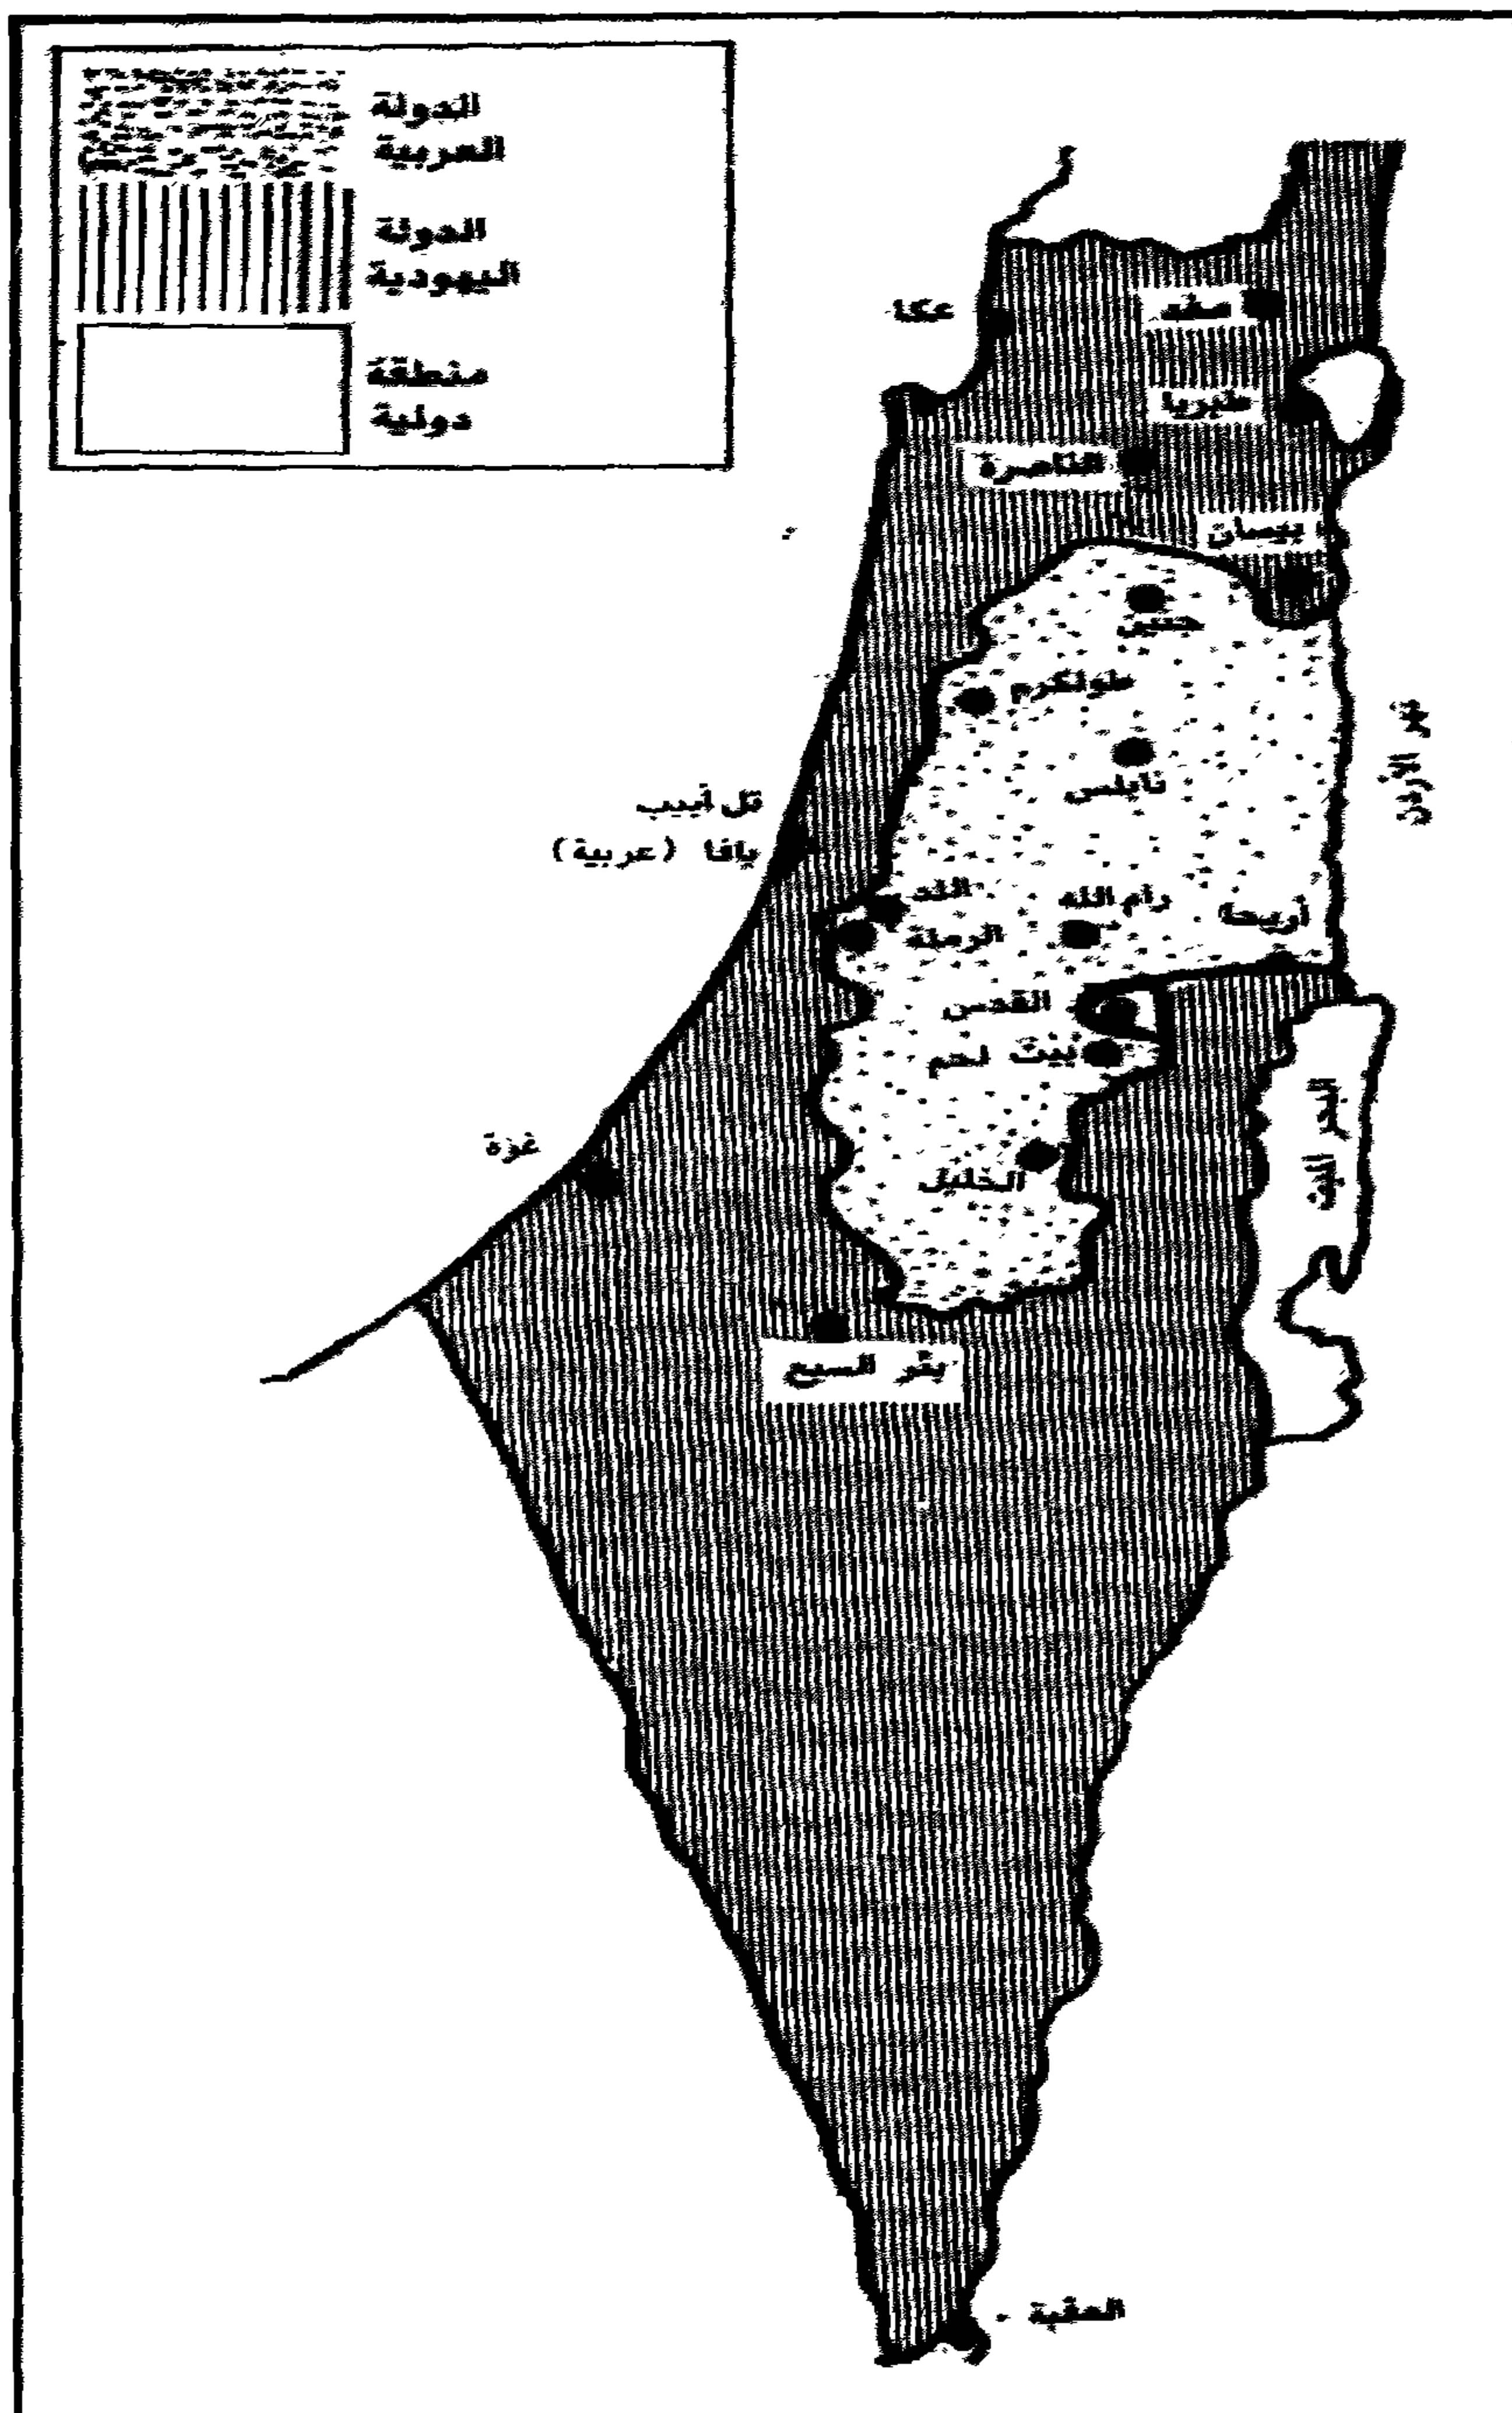 الدولة
العربية
الدولة
اليهودية
منطقة
دولية
عكا
صفد
طبريا
الناصرة
بيسان
جنين
طولكرم
نهر الأردن
نابلس
تل أبيب
يافا (عربية)
اللد
رام الله
أريحا
الرملة
القدس
بيت لحم
البحر الميت
غزة
الخليل
بئر السبع
العقبة